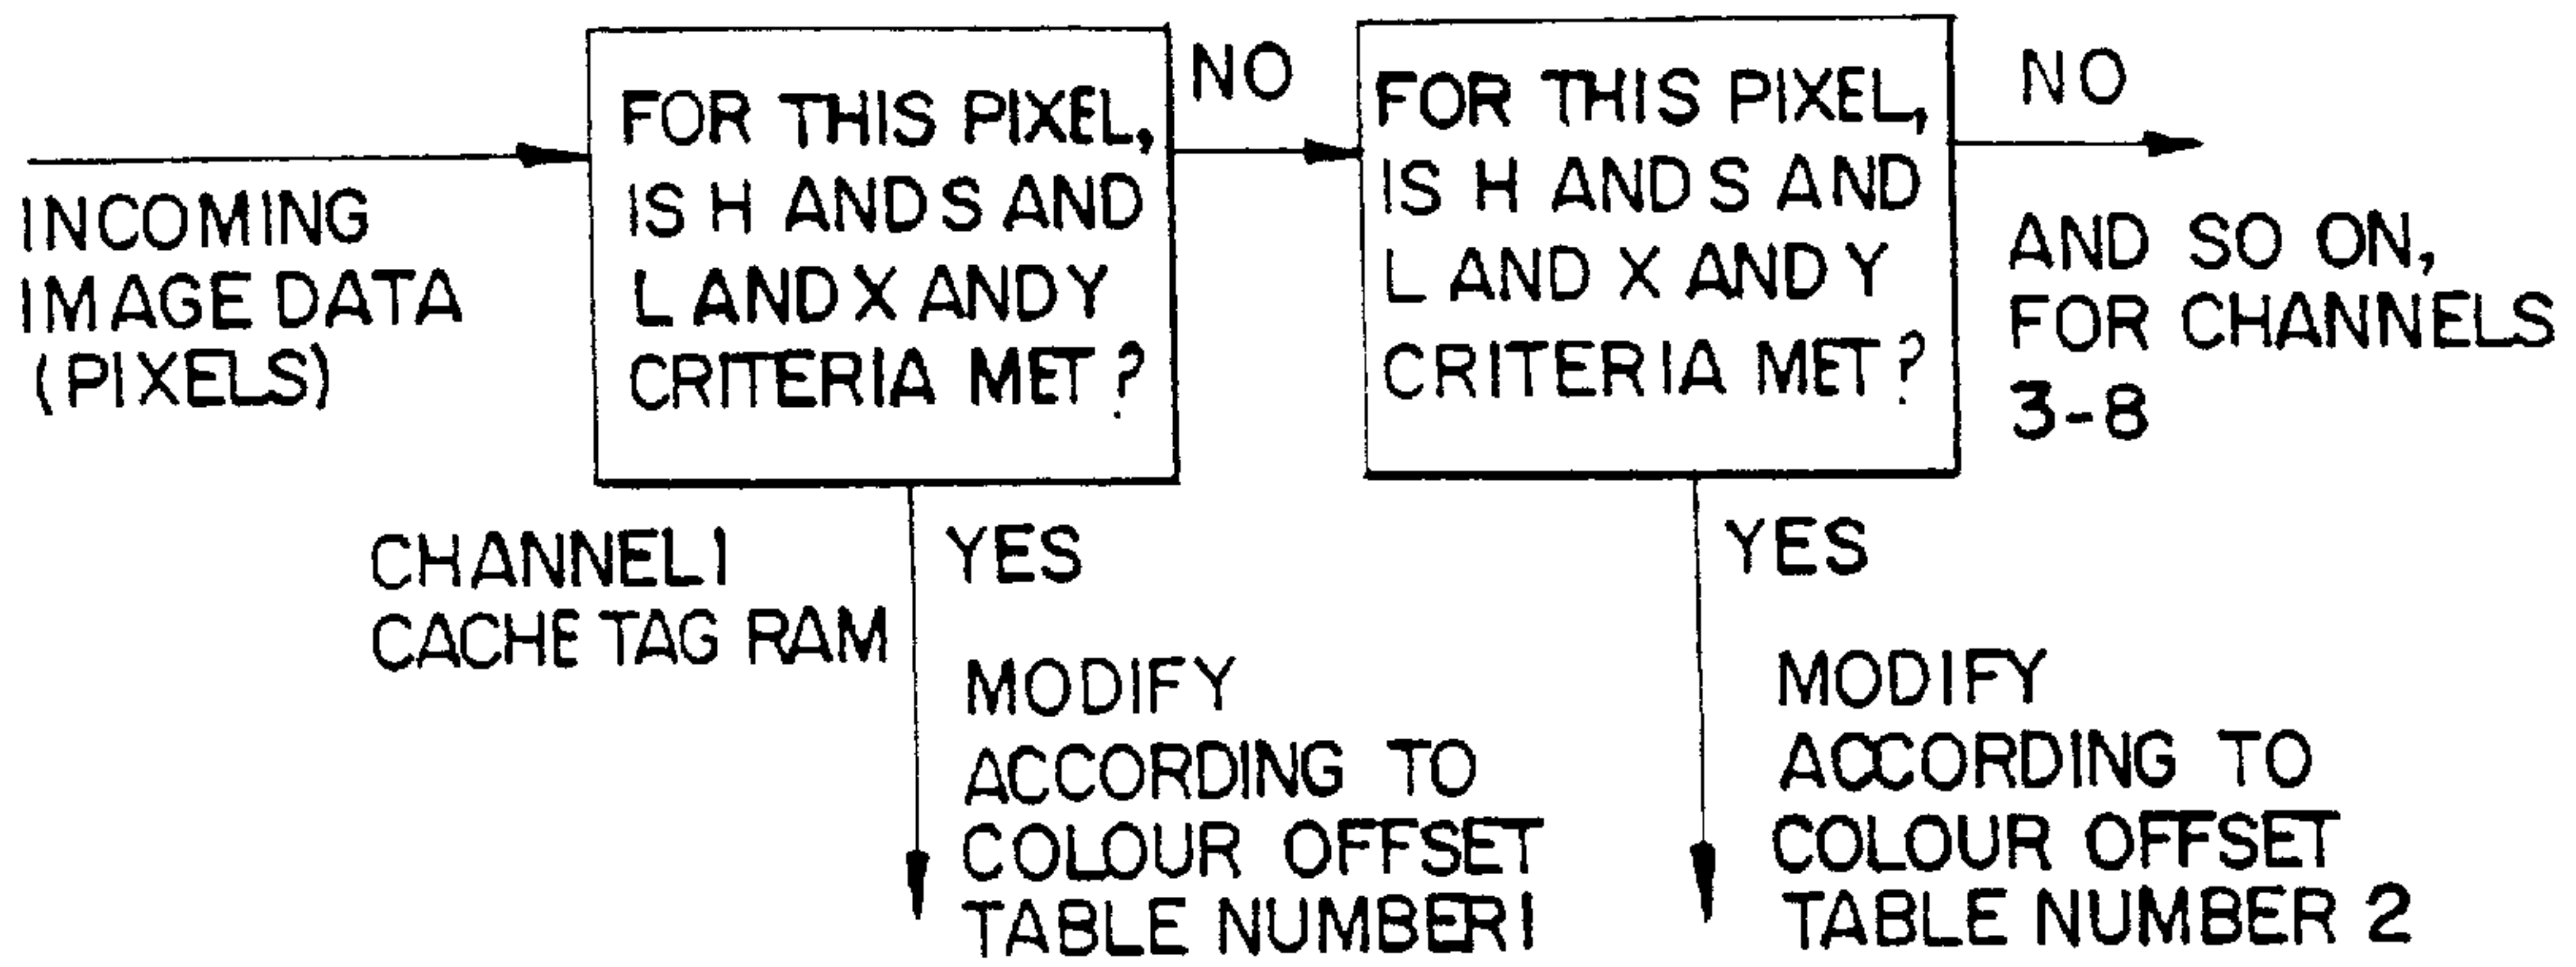 FOR THIS PIXEL,
IS H AND S AND
L AND X AND Y
CRITERIA MET?
NO
FOR THIS PIXEL,
IS H AND S AND
L AND X AND Y
CRITERIA MET?
NO
INCOMING
IMAGE DATA
(PIXELS)
AND SO ON,
FOR CHANNELS
3-8
CHANNEL 1
CACHE TAG RAM
YES
MODIFY
ACCORDING TO
COLOUR OFFSET
TABLE NUMBER 1
YES
MODIFY
ACCORDING TO
COLOUR OFFSET
TABLE NUMBER 2